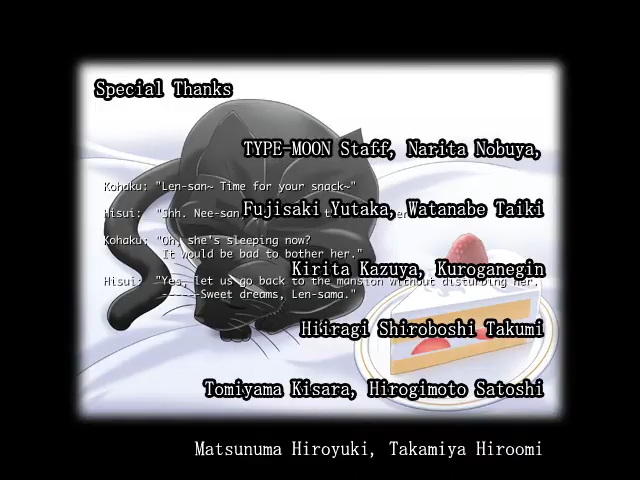 Special Thanks
TYPE-MOON Staff, Narita Nobuya,
Kohaku: "Len-san~ Time for your snack~"
Hisui: "Shh. Nee-san,
Fujisaki Yutaka, Watanabe Taiki
Kohaku: "Oh, she's sleeping now?
It would be bad to bother her."
Kirita Kazuya, Kuroganegin
Hisui: "Yes, let us go back to the mansion without disturbing her.
------Sweet dreams, Len-sama."
Hiiragi Shiroboshi Takumi
Tomiyama Kisara, Hirogimoto Satoshi
Matsunuma Hiroyuki, Takamiya Hiroomi